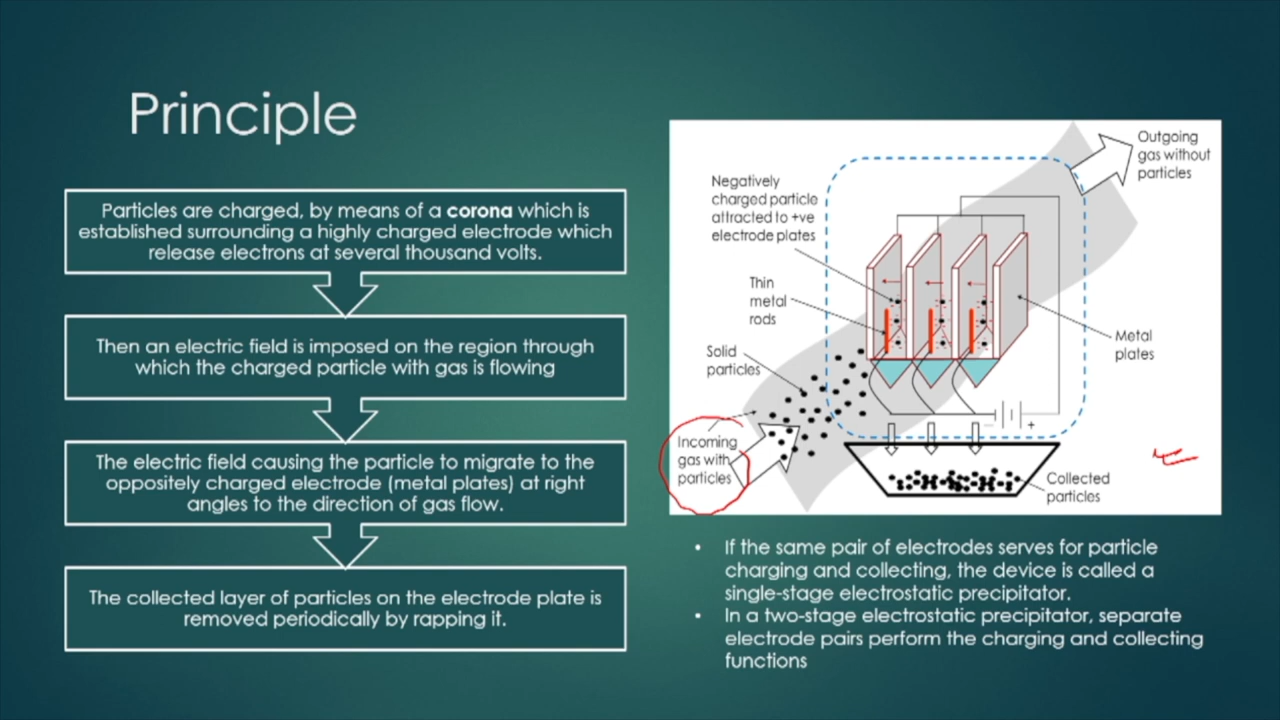 Principle
Particles are charged, by means of a corona which is
established surrounding a highly charged electrode which
release electrons at several thousand volts.
Then an electric field is imposed on the region through
which the charged particle with gas is flowing
The electric field causing the particle to migrate to the
oppositely charged electrode (metal plates) at right
angles to the direction of gas flow.
The collected layer of particles on the electrode plate is
removed periodically by rapping it.
Outgoing
gas without
particles
Negatively
charged particle
attracted to +ve
electrode plates
Thin
metal
rods
Solid
particles
Metal
plates
Incoming
gas with
particles
- +
Collected
particles
• If the same pair of electrodes serves for particle
charging and collecting, the device is called a
single-stage electrostatic precipitator.
• In a two-stage electrostatic precipitator, separate
electrode pairs perform the charging and collecting
functions